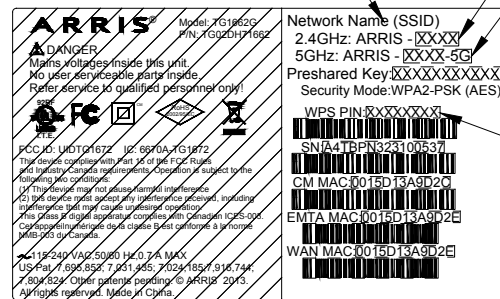 ARRIS
Model: TG1662G
P/N: TG02DH71662
DANGER
Mains voltages inside this unit.
No user serviceable parts inside.
Refer service to qualified personnel only!
FC
RoHS
2002/95/EC
I.T.E.
FCC ID: UIDTG1672 IC: 6670A-TG1672
This device complies with Part 15 of the FCC Rules
and Industry Canada requirements. Operation is subject to the
following two conditions:
(1) This device may not cause harmful interference
(2) this device must accept any interference received, including
interference that may cause undesired operation
This Class B digital apparatus complies with Canadian ICES-003.
Cet appareil numérique de la classe B est conforme à la norme
NMB-003 du Canada.
115-240 VAC,50/60 Hz,0.7 A MAX
US Pat. 7,695,853; 7,031,435; 7,024,185;7,916,744;
7,804,824. Other patents pending. © ARRIS 2013.
All rights reserved. Made in China.
Network Name (SSID)
2.4GHz: ARRIS - XXXX
5GHz: ARRIS - XXXX-5G
Preshared Key:XXXXXXXXXXXX
Security Mode:WPA2-PSK (AES)
WPS PIN:XXXXXXXX
SN:A4TBPN323100537
CM MAC:0015D13A9D2C
EMTA MAC:0015D13A9D2E
WAN MAC:0015D13A9D2E